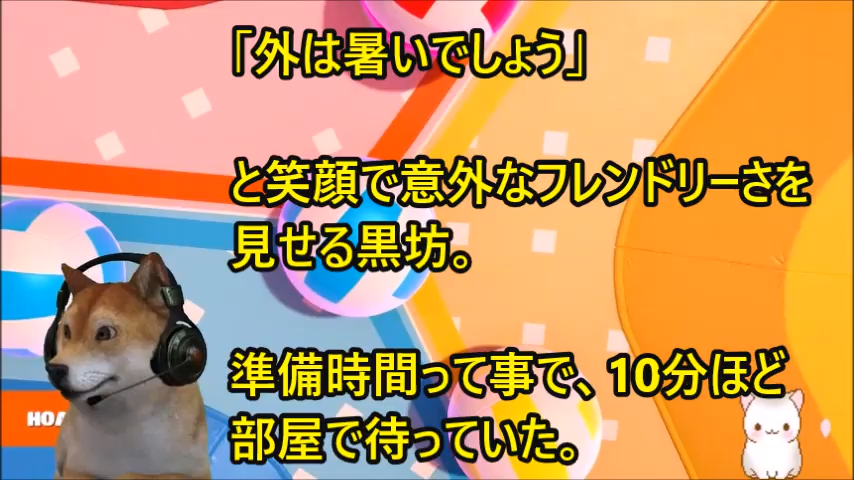 「外は暑いでしょう」
と笑顔で意外なフレンドリーさを
見せる黒坊。
準備時間って事で、10分ほど
部屋で待っていた。